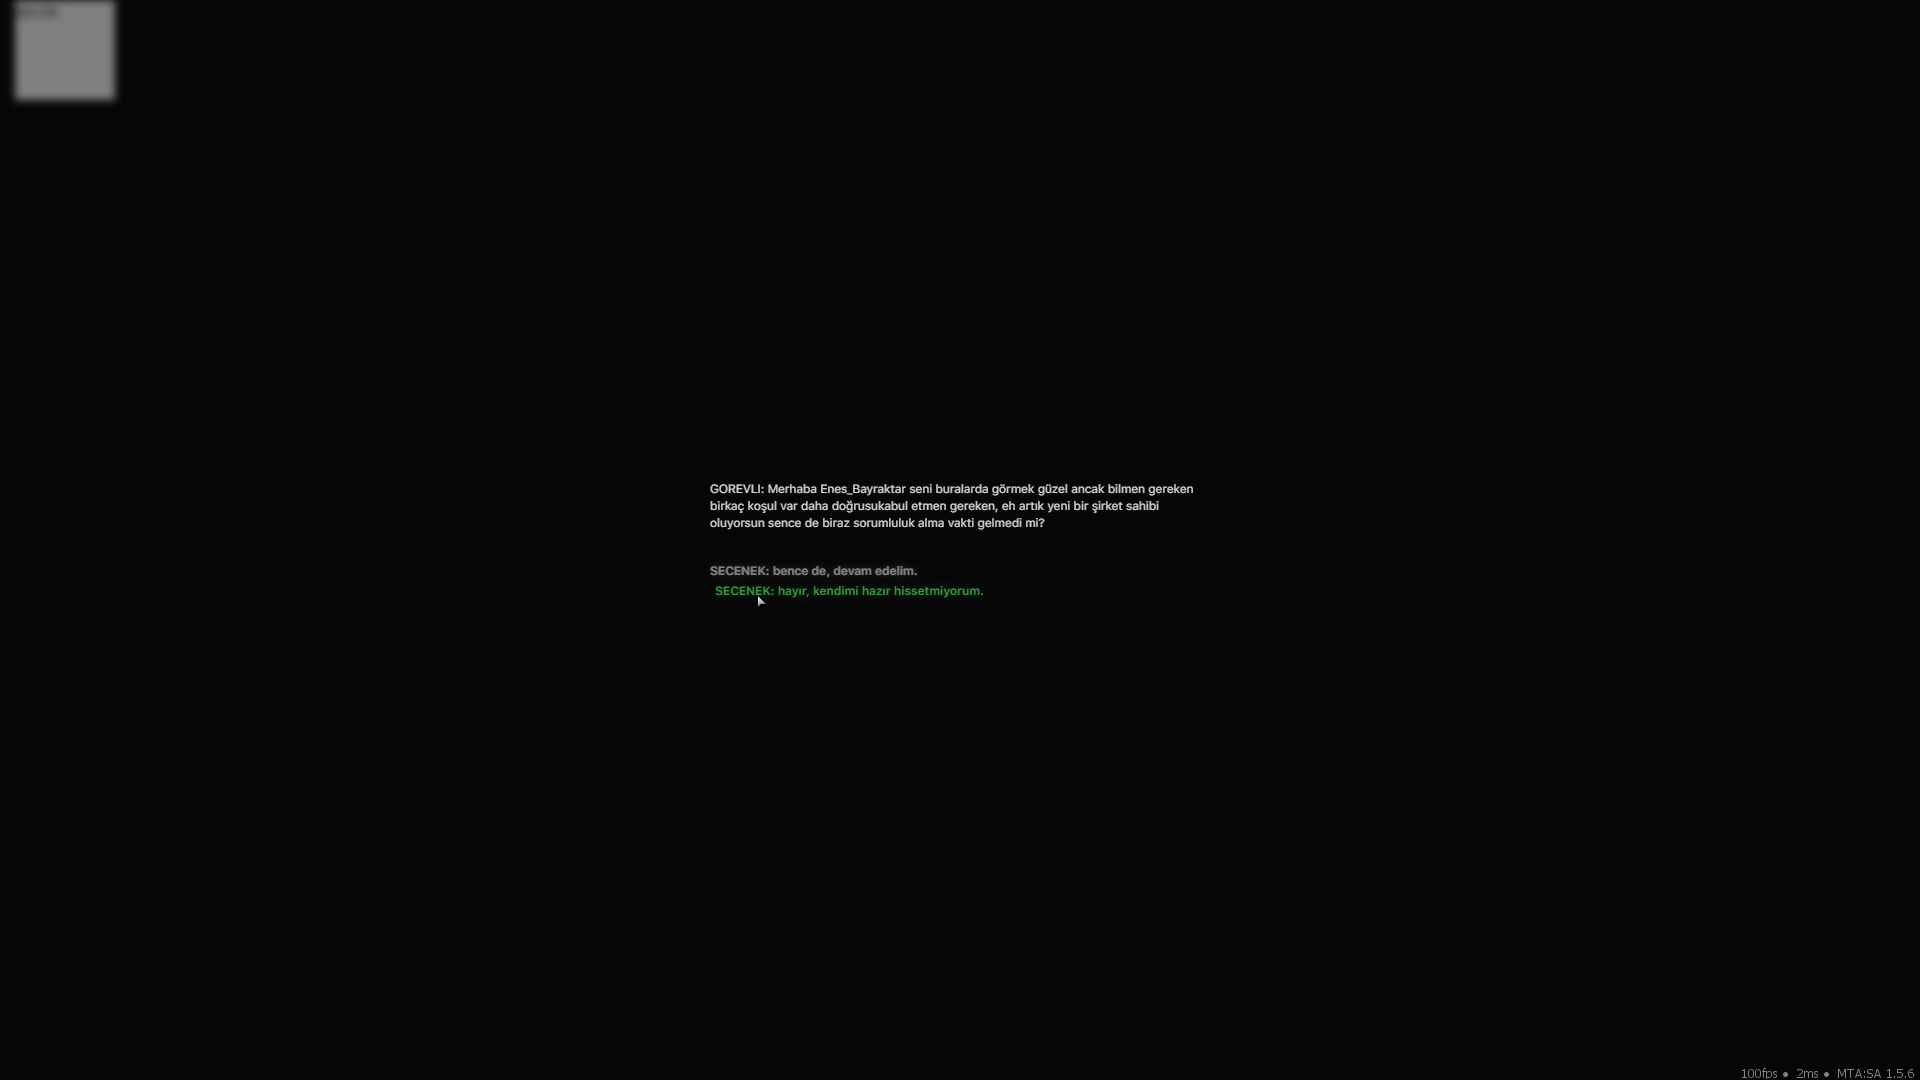 GOREVLI: Merhaba Enes_Bayraktar seni buralarda görmek güzel ancak bilmen gereken
birkaç koşul var daha doğrusukabul etmen gereken, eh artık yeni bir şirket sahibi
oluyorsun sence de biraz sorumluluk alma vakti gelmedi mi?
SECENEK: bence de, devam edelim.
SECENEK: hayır, kendimi hazır hissetmiyorum.
100fps ● 2ms ● MTA:SA 1.5.6